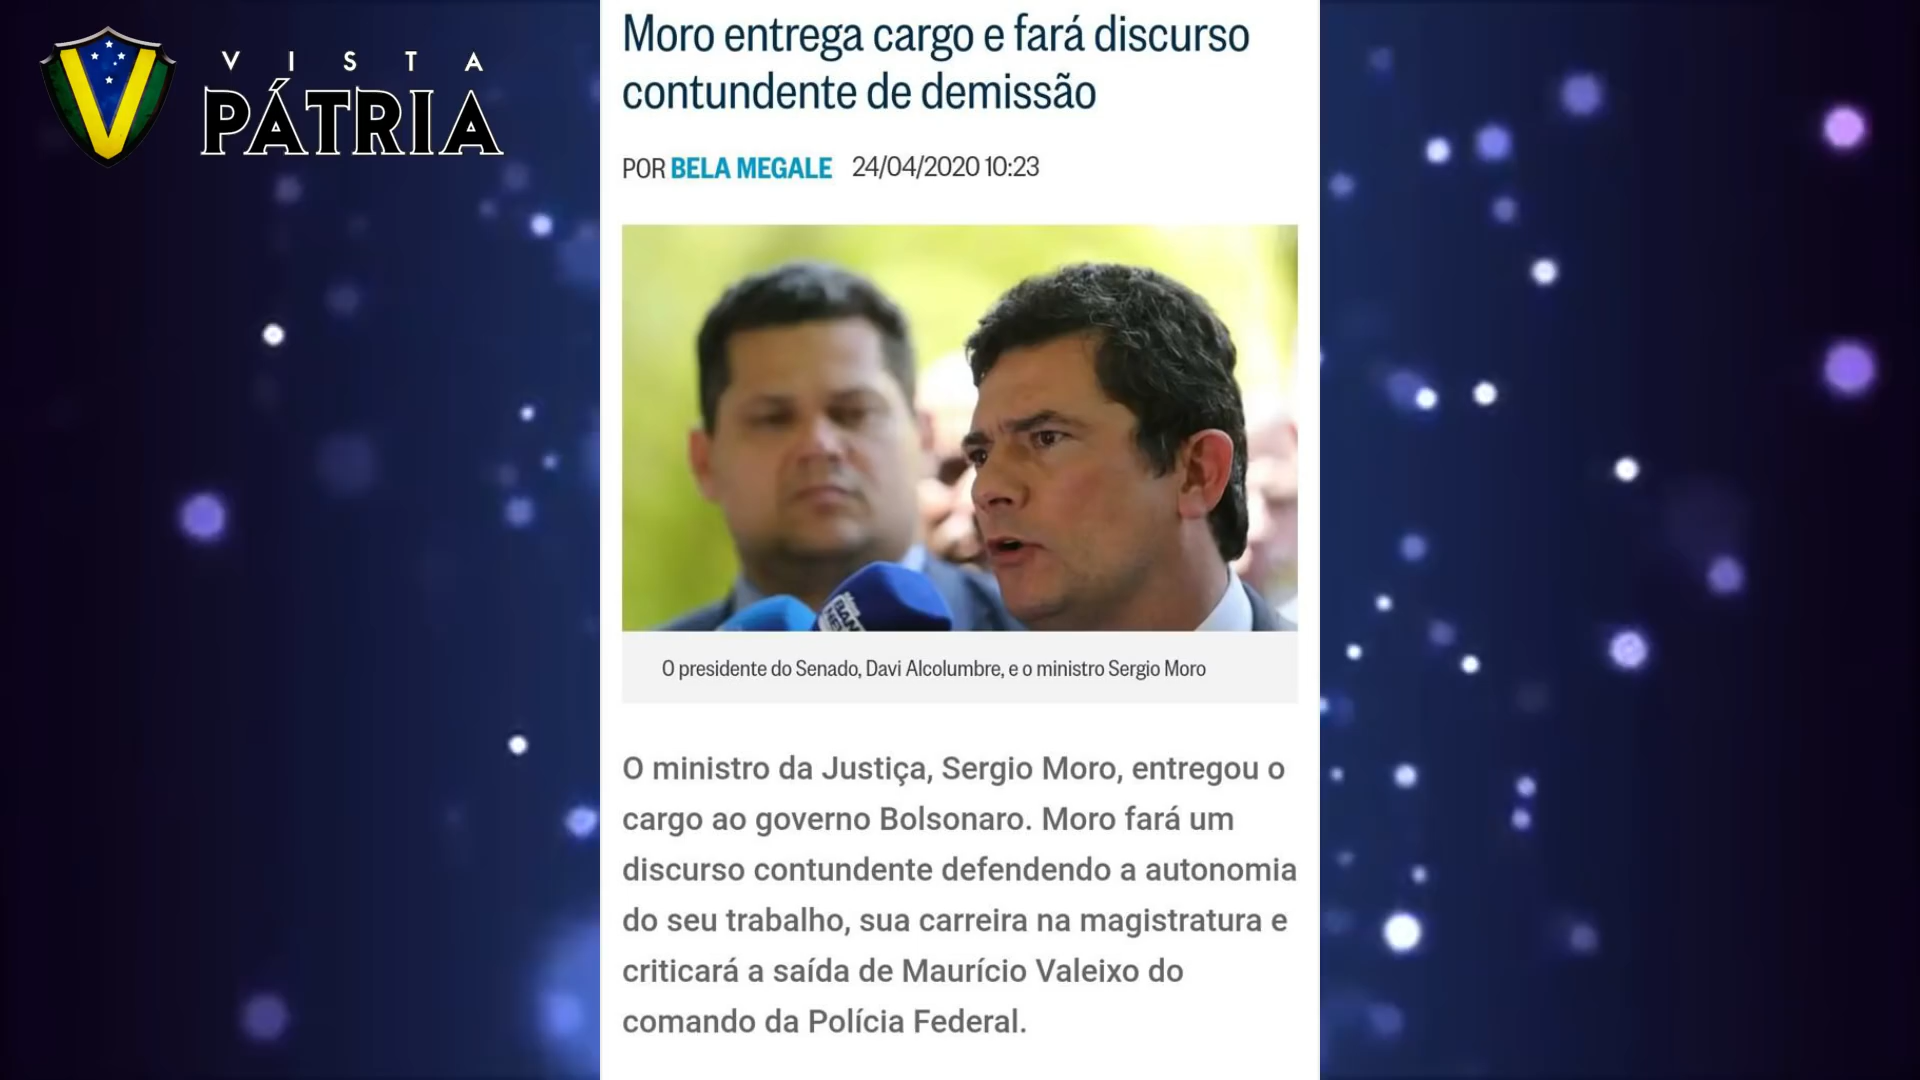 VISTA
PÁTRIA
Moro entrega cargo e fará discurso
contundente de demissão
POR BELA MEGALE 24/04/2020 10:23
BAN
NE
O presidente do Senado, Davi Alcolumbre, e o ministro Sergio Moro
O ministro da Justiça, Sergio Moro, entregou o
cargo ao governo Bolsonaro. Moro fará um
discurso contundente defendendo a autonomia
do seu trabalho, sua carreira na magistratura e
criticará a saída de Maurício Valeixo do
comando da Polícia Federal.